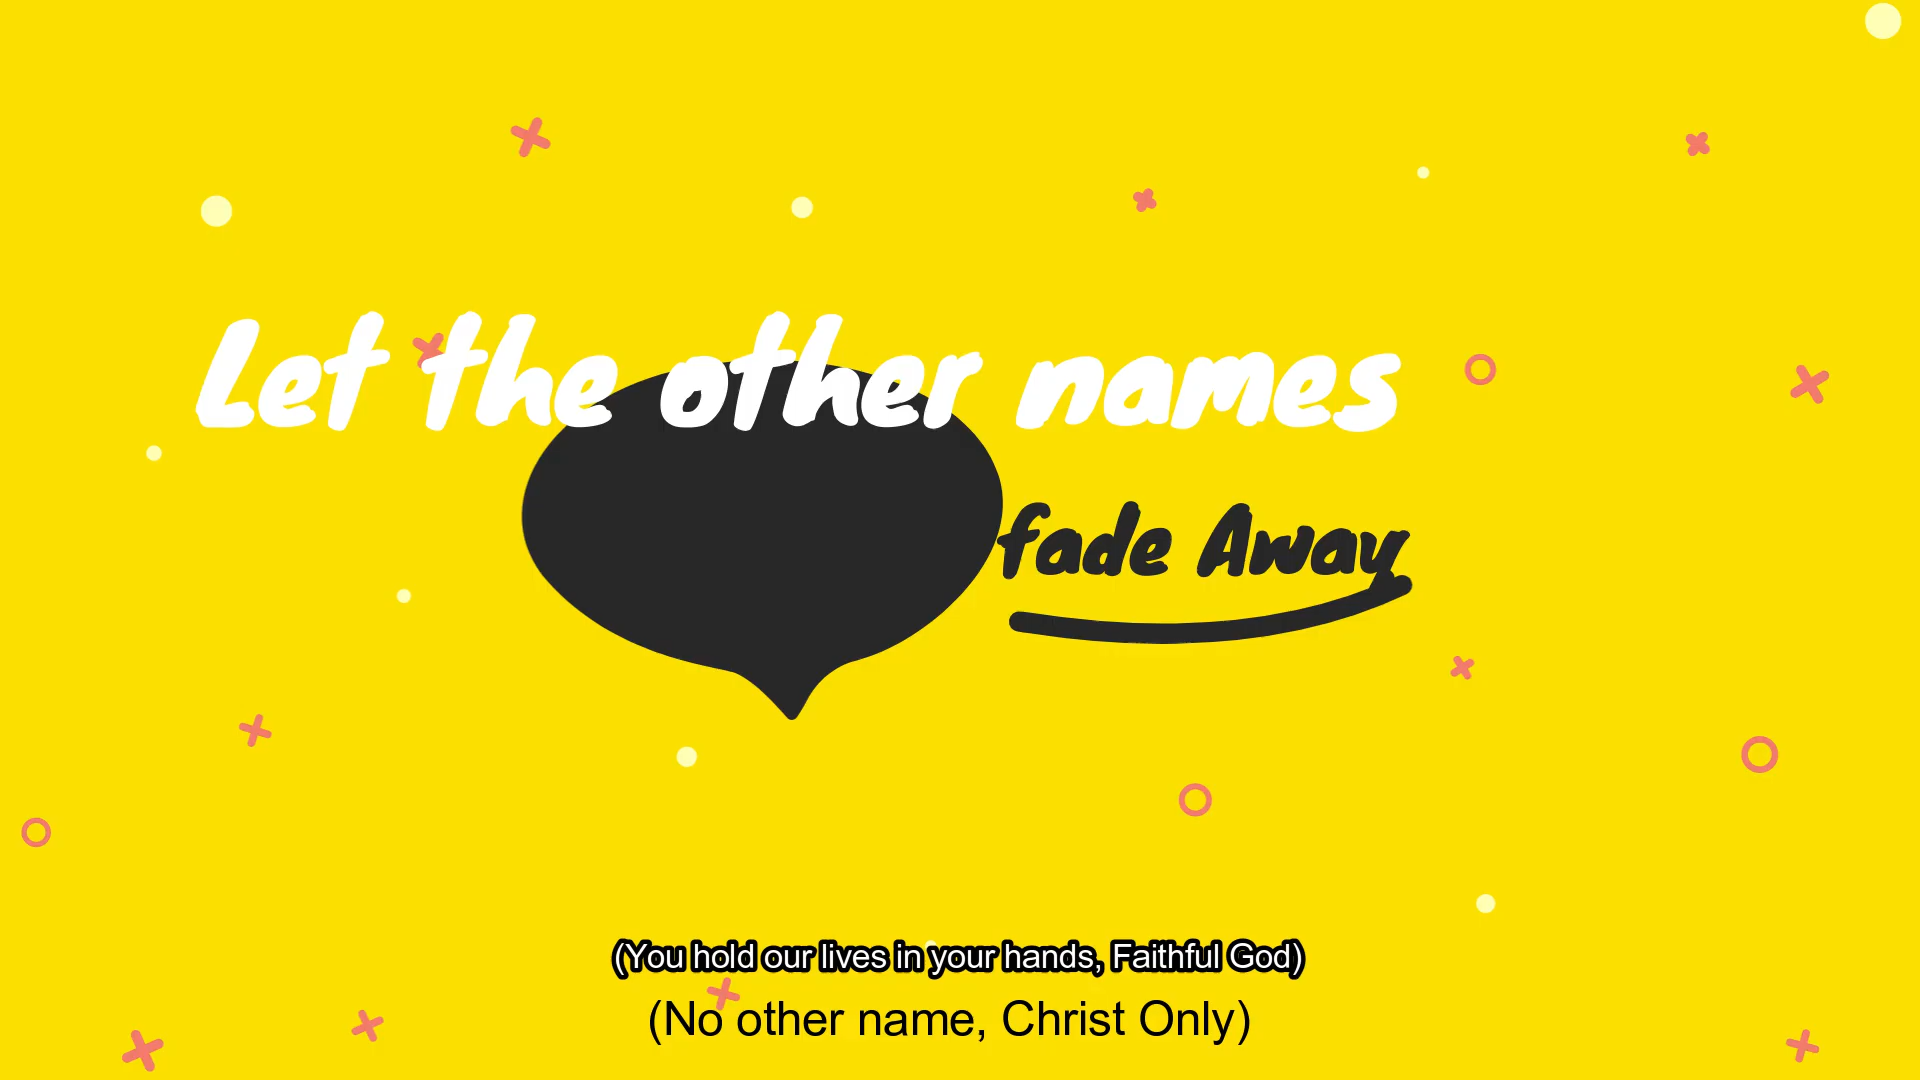 Let the other names
fade Away
(You hold our lives in your hands, Faithful God)
(No other name, Christ Only)